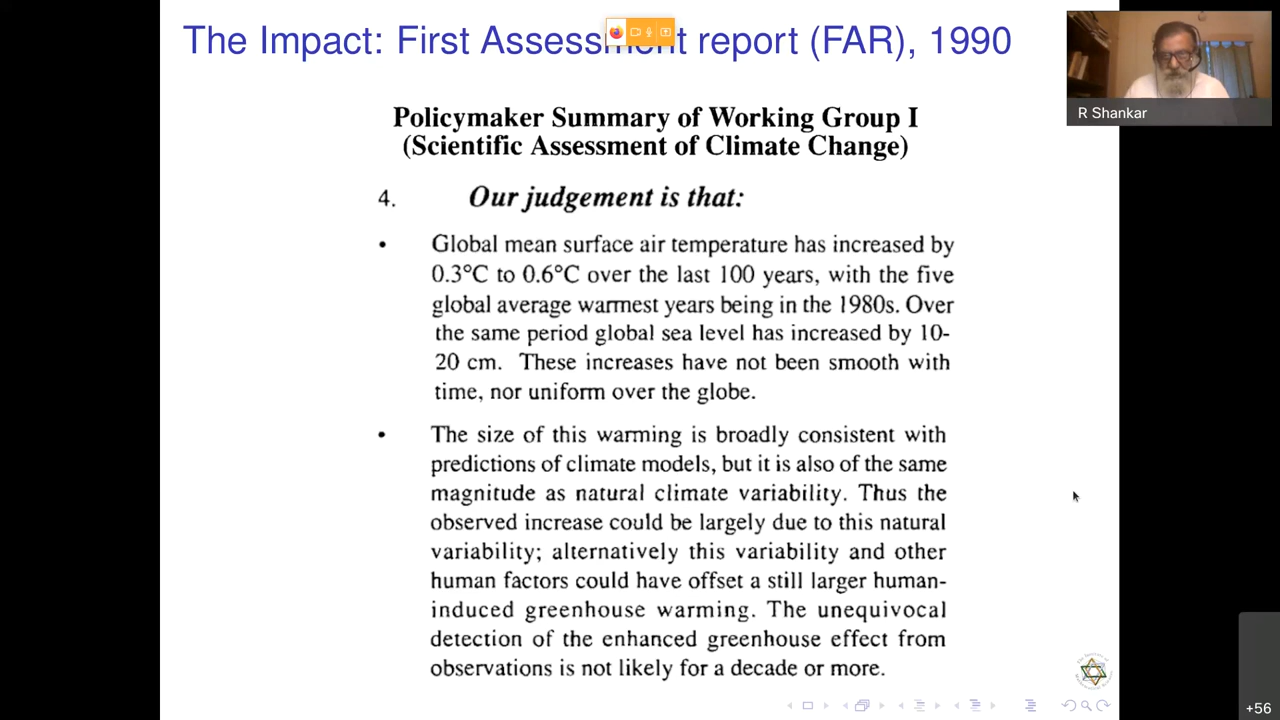 The Impact: First Assessment report (FAR), 1990
R Shankar
Policymaker Summary of Working Group I
(Scientific Assessment of Climate Change)
4. Our judgement is that:
• Global mean surface air temperature has increased by
0.3°C to 0.6°C over the last 100 years, with the five
global average warmest years being in the 1980s. Over
the same period global sea level has increased by 10-
20 cm. These increases have not been smooth with
time, nor uniform over the globe.
• The size of this warming is broadly consistent with
predictions of climate models, but it is also of the same
magnitude as natural climate variability. Thus the
observed increase could be largely due to this natural
variability; alternatively this variability and other
human factors could have offset a still larger human-
induced greenhouse warming. The unequivocal
detection of the enhanced greenhouse effect from
observations is not likely for a decade or more.
+56